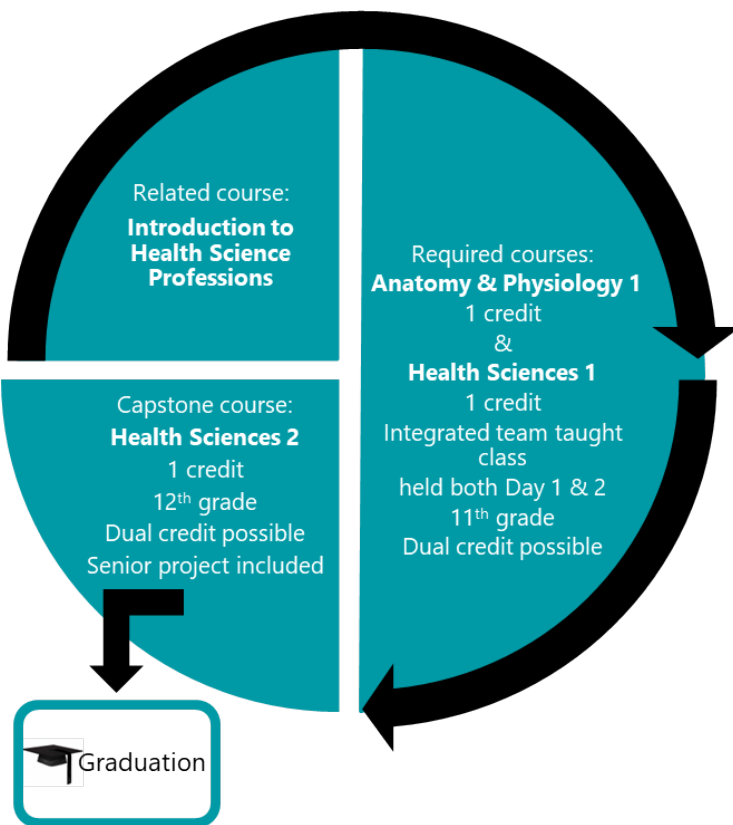 Related course:
Introduction to
Health Science
Professions
Required courses:
Anatomy & Physiology 1
1 credit
&
Health Sciences 1
1 credit
Integrated team taught
class
held both Day 1 & 2
11th grade
Dual credit possible
Capstone course:
Health Sciences 2
1 credit
12th grade
Dual credit possible
Senior project included
Graduation